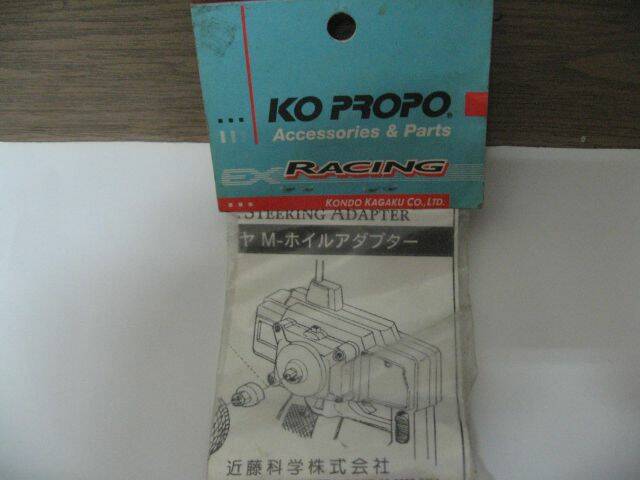 KO PROPO®
Accessories & Parts
EX RACING
KONDO KAGAKU CO., LTD.
STEERING ADAPTER
ヤ M-ホイルアダプター
近藤科学株式会社